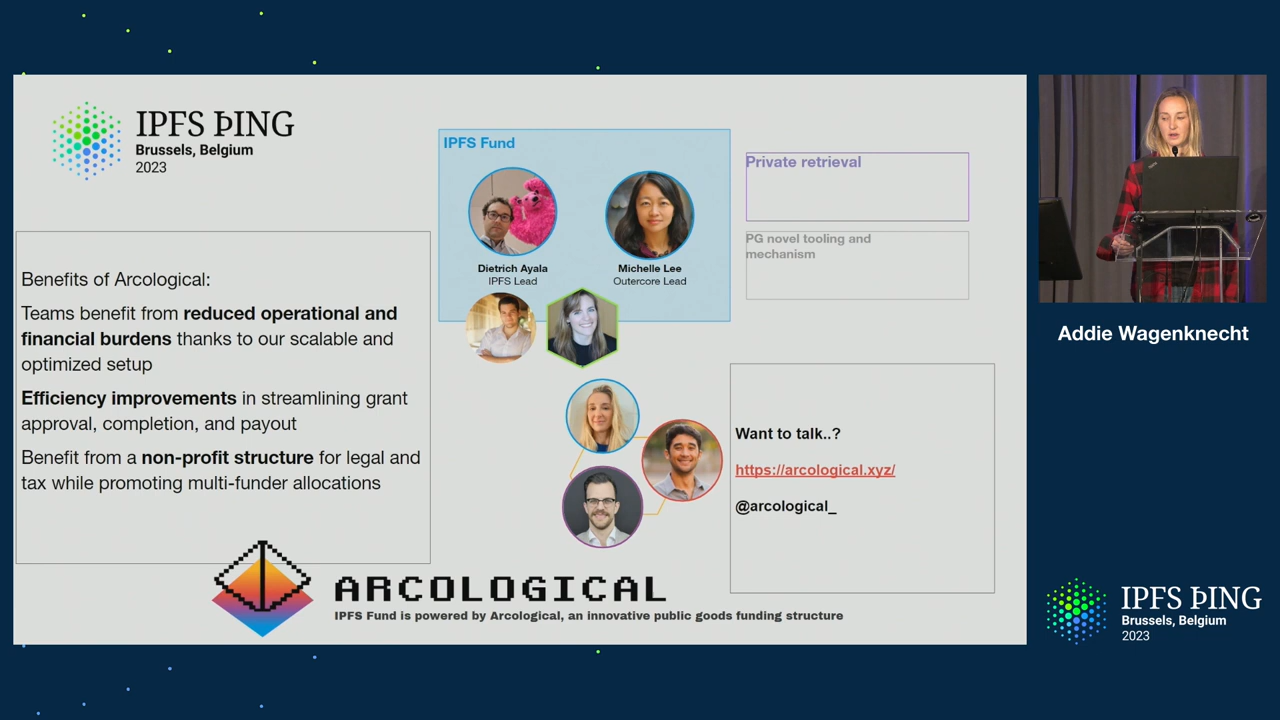 IPFS ÞING
Brussels, Belgium
2023
Benefits of Arcological:
Teams benefit from reduced operational and
financial burdens thanks to our scalable and
optimized setup
Efficiency improvements in streamlining grant
approval, completion, and payout
Benefit from a non-profit structure for legal and
tax while promoting multi-funder allocations
IPFS Fund
Dietrich Ayala
IPFS Lead
Michelle Lee
Outercore Lead
Private retrieval
PG novel tooling and
mechanism
Want to talk..?
https://arcological.xyz/
@arcological_
ARCOLOGICAL
IPFS Fund is powered by Arcological, an innovative public goods funding structure
Addie Wagenknecht
IPFS ÞING
Brussels, Belgium
2023